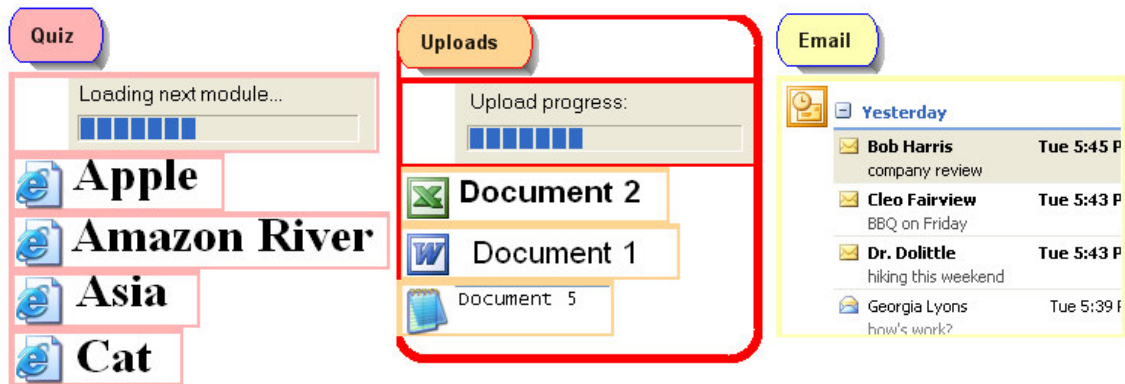 Quiz
Loading next module...
Apple
Amazon River
Asia
Cat
Uploads
Upload progress:
Document 2
Document 1
Document 5
Email
Yesterday
Bob Harris Tue 5:45 P
company review
Cleo Fairview Tue 5:43 P
BBQ on Friday
Dr. Dolittle Tue 5:43 P
hiking this weekend
Georgia Lyons Tue 5:39 P
how's work?